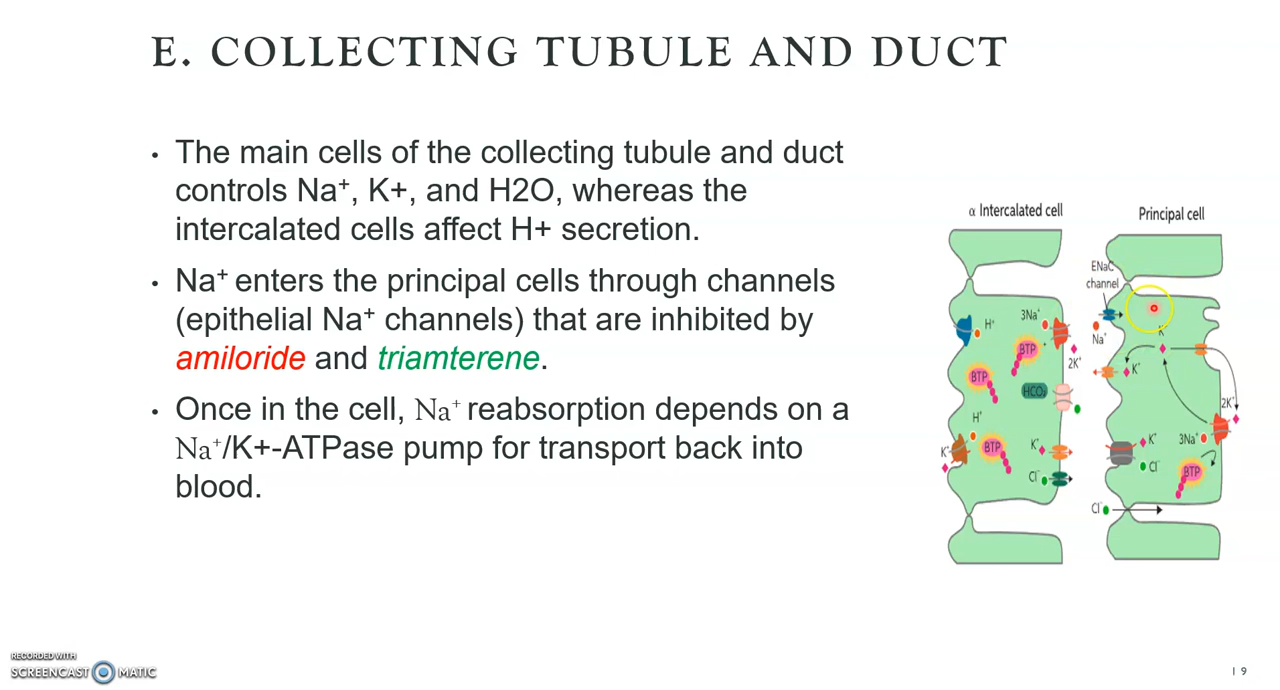 E. COLLECTING TUBULE AND DUCT
• The main cells of the collecting tubule and duct
controls Na⁺, K+, and H2O, whereas the
intercalated cells affect H+ secretion.
• Na⁺ enters the principal cells through channels
(epithelial Na⁺ channels) that are inhibited by
amiloride and triamterene.
• Once in the cell, Na⁺ reabsorption depends on a
Na⁺/K+-ATPase pump for transport back into
blood.
α Intercalated cell
H⁺
3Na⁺
BTP
2K⁺
BTP
HCO₃⁻
H⁺
K⁺
BTP
K⁺
Cl⁻
Principal cell
ENaC
channel
Na⁺
K⁺
K⁺
2K⁺
K⁺
3Na⁺
Cl⁻
BTP
Cl⁻
RECORDED WITH
SCREENCAST MATIC
19